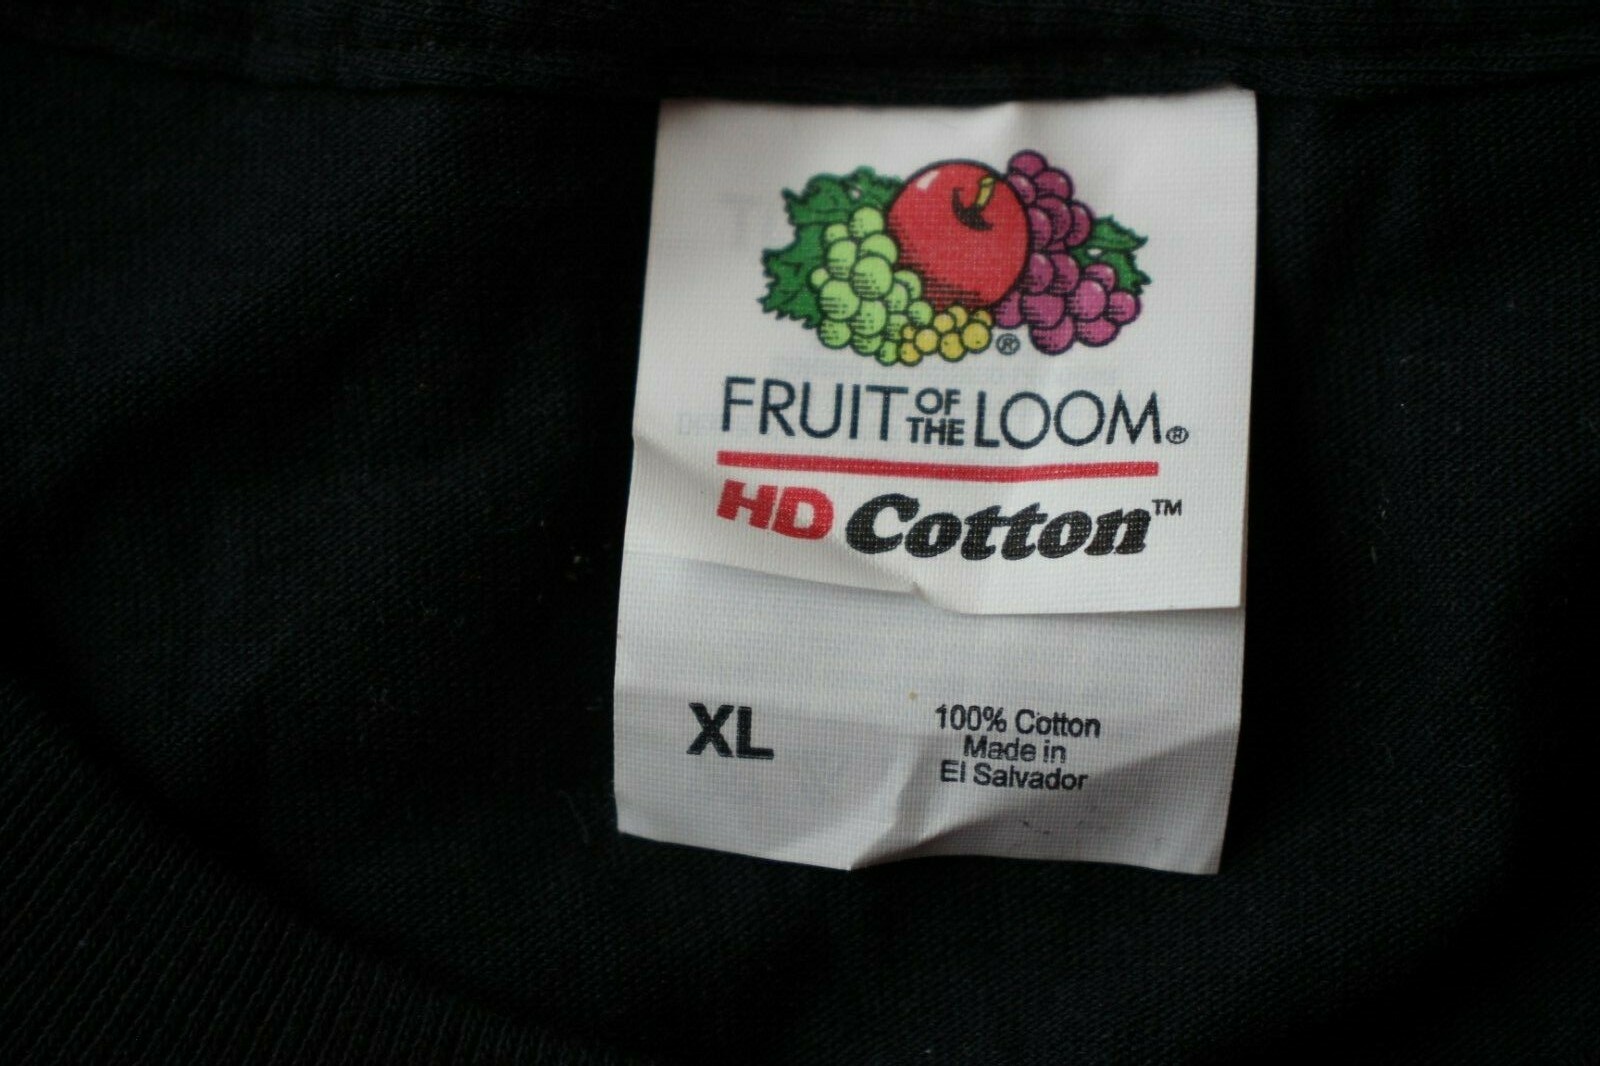 ®
FRUIT OF THE LOOM®
HD Cotton™
XL
100% Cotton
Made in
El Salvador